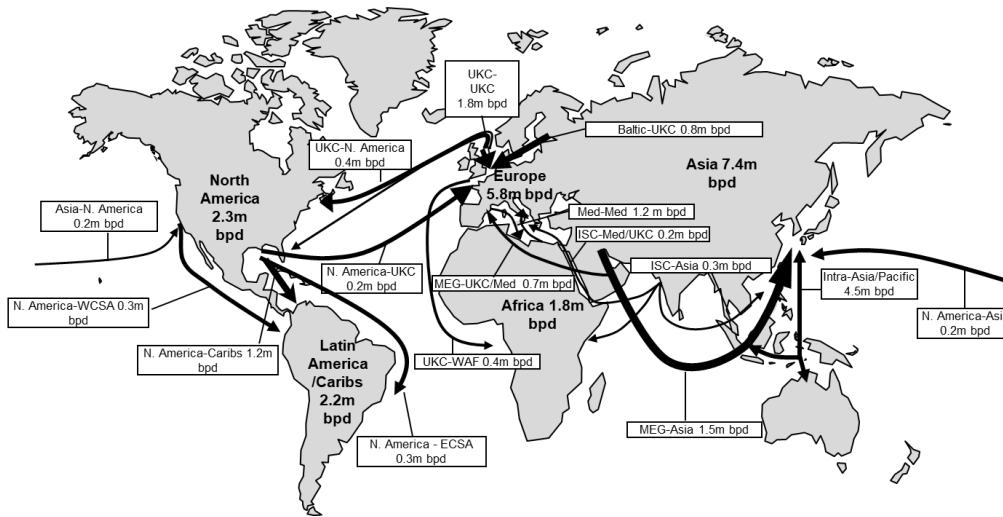 UKC-
UKC
1.8m bpd
Baltic-UKC 0.8m bpd
UKC-N. America
0.4m bpd
Asia 7.4m
bpd
North
America
2.3m
bpd
Europe
5.8m bpd
Asia-N. America
0.2m bpd
Med-Med 1.2 m bpd
ISC-Med/UKC 0.2m bpd
ISC-Asia 0.3m bpd
N. America-UKC
0.2m bpd
MEG-UKC/Med 0.7m bpd
Intra-Asia/Pacific
4.5m bpd
N. America-WCSA 0.3m
bpd
Africa 1.8m
bpd
N. America-Asi
0.2m bpd
N. America-Caribs 1.2m
bpd
Latin
America
/Caribs
2.2m
bpd
UKC-WAF 0.4m bpd
MEG-Asia 1.5m bpd
N. America - ECSA
0.3m bpd